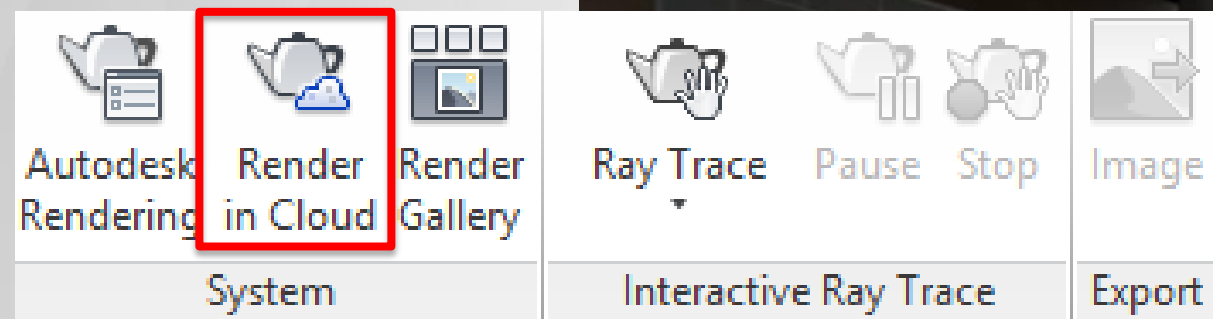 Autodesk
Rendering
Render
in Cloud
Render
Gallery
Ray Trace
Pause
Stop
Image
System
Interactive Ray Trace
Export